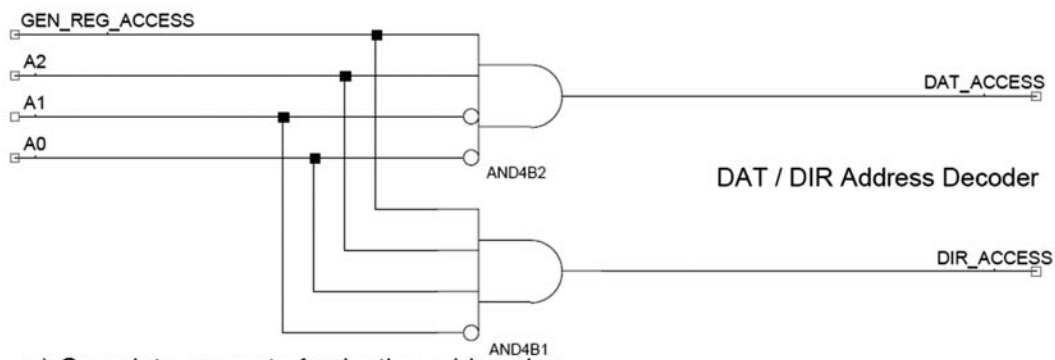 GEN_REG_ACCESS
A2
A1
A0
DAT_ACCESS
AND4B2
DAT / DIR Address Decoder
DIR_ACCESS
AND4B1